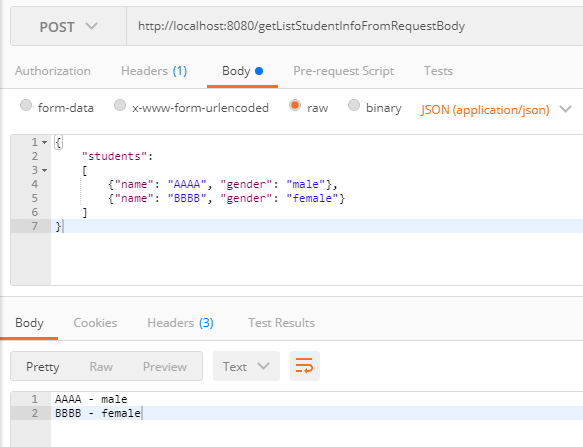 POST http://localhost:8080/getListStudentInfoFromRequestBody
Authorization Headers (1) Body Pre-request Script Tests
form-data x-www-form-urlencoded raw binary JSON (application/json)
1 {
2 "students":
3 [
4 {"name": "AAAA", "gender": "male"},
5 {"name": "BBBB", "gender": "female"}
6 ]
7 }
Body Cookies Headers (3) Test Results
Pretty Raw Preview Text
1 AAAA - male
2 BBBB - female